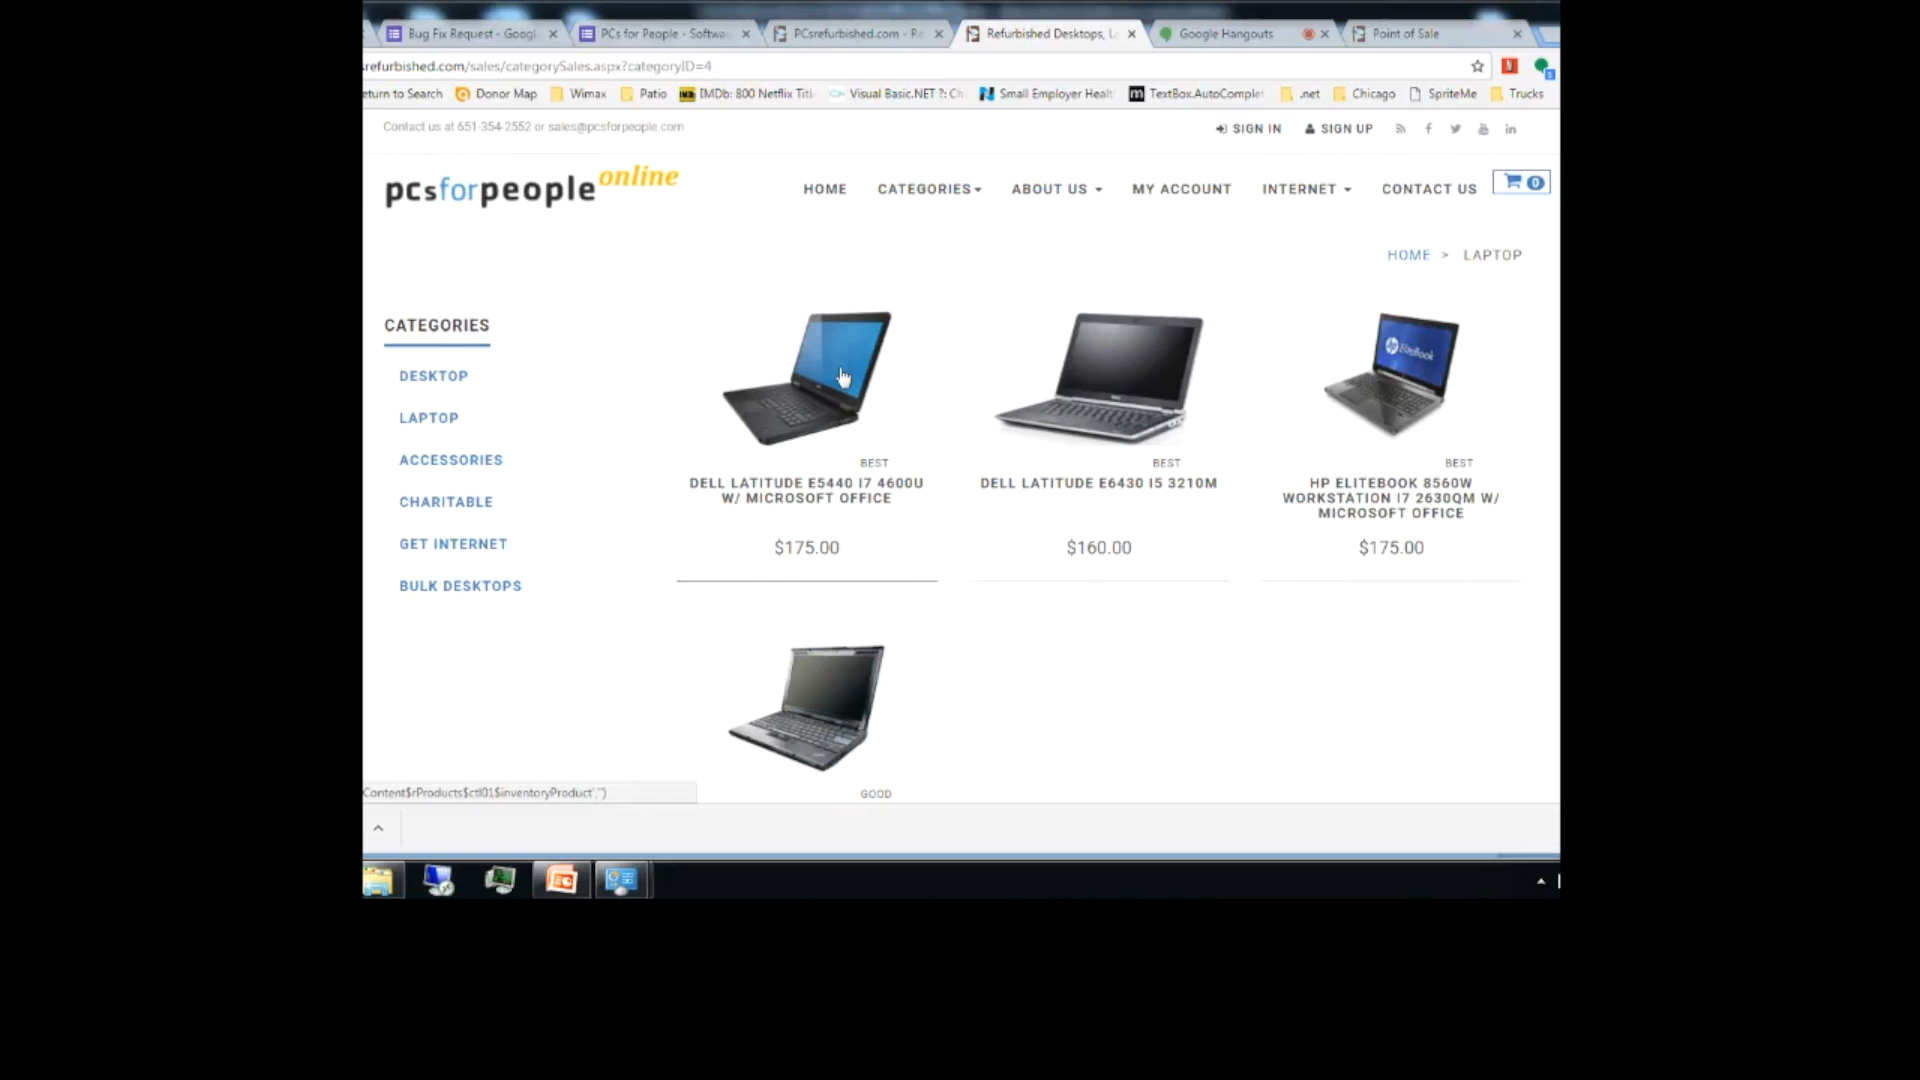 Bug Fix Request - Googl
PCs for People - Softwa
PCsrefurbished.com - Re
Refurbished Desktops, L
Google Hangouts
Point of Sale
refurbished.com/sales/categorySales.aspx?categoryID=4
eturn to Search
Donor Map
Wimax
Patio
IMDb: 800 Netflix Titl
Visual Basic.NET ?: Ch
Small Employer Healt
TextBox.AutoComplet
.net
Chicago
SpriteMe
Trucks
Contact us at 651-354-2552 or sales@pcsforpeople.com
SIGN IN
SIGN UP
pcsforpeople online
HOME
CATEGORIES
ABOUT US
MY ACCOUNT
INTERNET
CONTACT US
0
HOME > LAPTOP
CATEGORIES
DESKTOP
LAPTOP
ACCESSORIES
CHARITABLE
GET INTERNET
BULK DESKTOPS
BEST
DELL LATITUDE E5440 I7 4600U
W/ MICROSOFT OFFICE
$175.00
BEST
DELL LATITUDE E6430 I5 3210M
$160.00
hp EliteBook
BEST
HP ELITEBOOK 8560W
WORKSTATION I7 2630QM W/
MICROSOFT OFFICE
$175.00
GOOD
Content$rProducts$ctl01$inventoryProduct','')